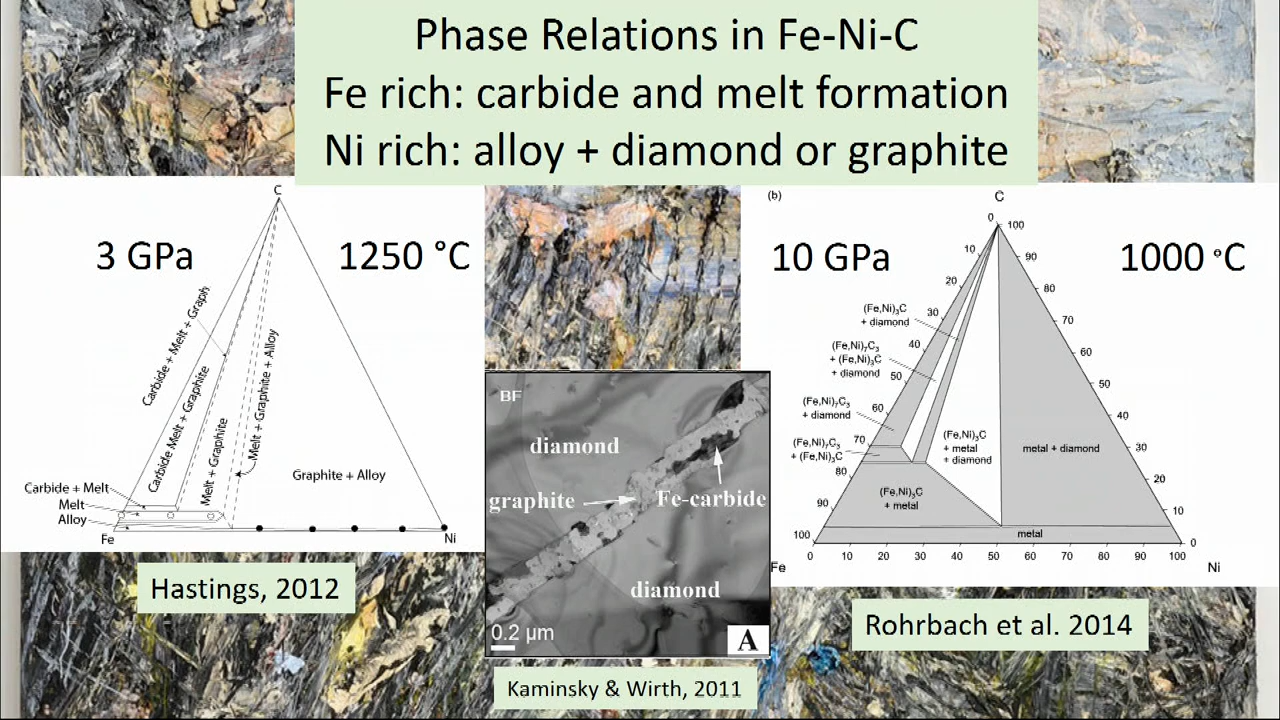 Phase Relations in Fe-Ni-C
Fe rich: carbide and melt formation
Ni rich: alloy + diamond or graphite
C
3 GPa
1250 °C
Carbide + Melt + Graph
Carbide Melt + Graphite
Melt + Graphite
Melt + Graphite + Alloy
Graphite + Alloy
Carbide + Melt
Melt
Alloy
Fe
Ni
Hastings, 2012
BF
diamond
graphite
Fe-carbide
diamond
0.2 µm
A
Kaminsky & Wirth, 2011
(b)
C
10 GPa
1000 °C
0
100
10
90
20
80
30
70
40
60
50
50
60
40
70
30
80
20
90
10
100
0
(Fe,Ni)₃C
+ diamond
(Fe,Ni)₇C₃
+ (Fe,Ni)₃C
+ diamond
(Fe,Ni)₇C₃
+ diamond
(Fe,Ni)₇C₃
+ (Fe,Ni)₃C
(Fe,Ni)₃C
+ metal
+ diamond
metal + diamond
(Fe,Ni)₃C
+ metal
metal
0 10 20 30 40 50 60 70 80 90 100
Fe
Ni
Rohrbach et al. 2014